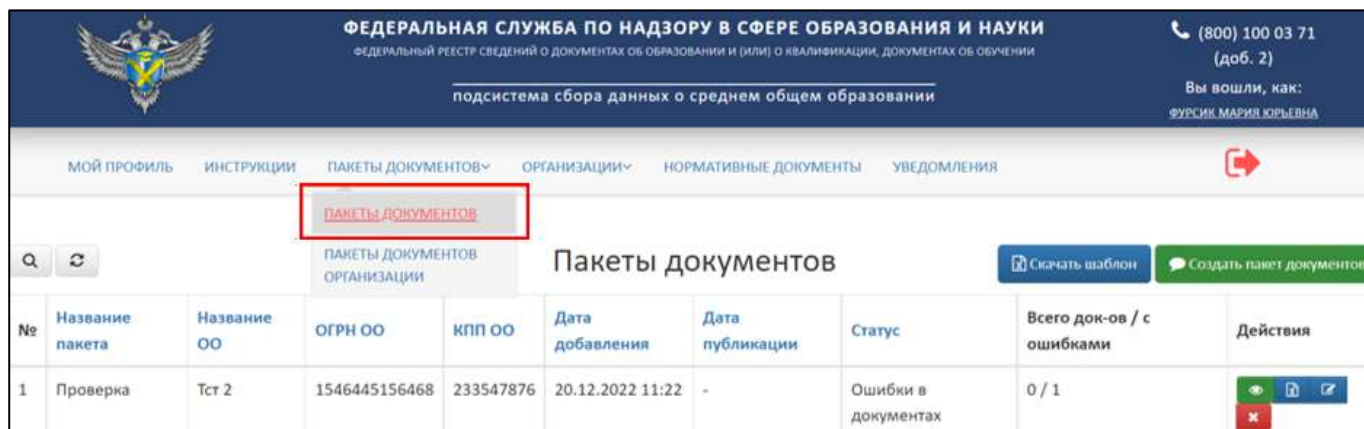 ФЕДЕРАЛЬНАЯ СЛУЖБА ПО НАДЗОРУ В СФЕРЕ ОБРАЗОВАНИЯ И НАУКИ
ФЕДЕРАЛЬНЫЙ РЕЕСТР СВЕДЕНИЙ О ДОКУМЕНТАХ ОБ ОБРАЗОВАНИИ И (ИЛИ) О КВАЛИФИКАЦИИ, ДОКУМЕНТАХ ОБ ОБУЧЕНИИ
подсистема сбора данных о среднем общем образовании
(800) 100 03 71
(доб. 2)
Вы вошли, как:
ФУРСИК МАРИЯ ЮРЬЕВНА
МОЙ ПРОФИЛЬ ИНСТРУКЦИИ ПАКЕТЫ ДОКУМЕНТОВ ОРГАНИЗАЦИИ НОРМАТИВНЫЕ ДОКУМЕНТЫ УВЕДОМЛЕНИЯ
ПАКЕТЫ ДОКУМЕНТОВ
ПАКЕТЫ ДОКУМЕНТОВ
ОРГАНИЗАЦИИ
Пакеты документов
Скачать шаблон
Создать пакет документов
№ Название пакета Название ОО ОГРН ОО КПП ОО Дата добавления Дата публикации Статус Всего док-ов / с ошибками Действия
1 Проверка Тст 2 1546445156468 233547876 20.12.2022 11:22 - Ошибки в документах 0 / 1